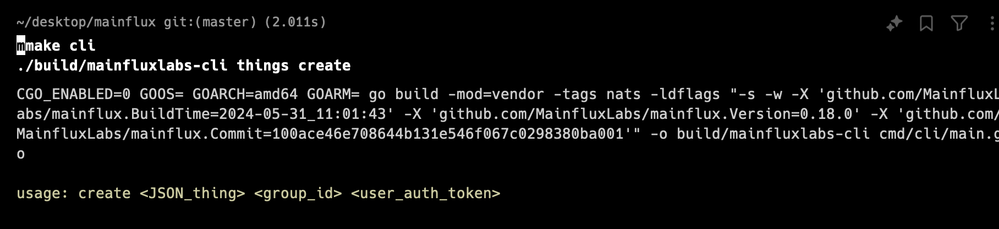 ~/desktop/mainflux git:(master) (2.011s)
mmake cli
./build/mainfluxlabs-cli things create
CGO_ENABLED=0 GOOS= GOARCH=amd64 GOARM= go build -mod=vendor -tags nats -ldflags "-s -w -X 'github.com/MainfluxL
abs/mainflux.BuildTime=2024-05-31_11:01:43' -X 'github.com/MainfluxLabs/mainflux.Version=0.18.0' -X 'github.com/
MainfluxLabs/mainflux.Commit=100ace46e708644b131e546f067c0298380ba001'" -o build/mainfluxlabs-cli cmd/cli/main.g
o
usage: create <JSON_thing> <group_id> <user_auth_token>